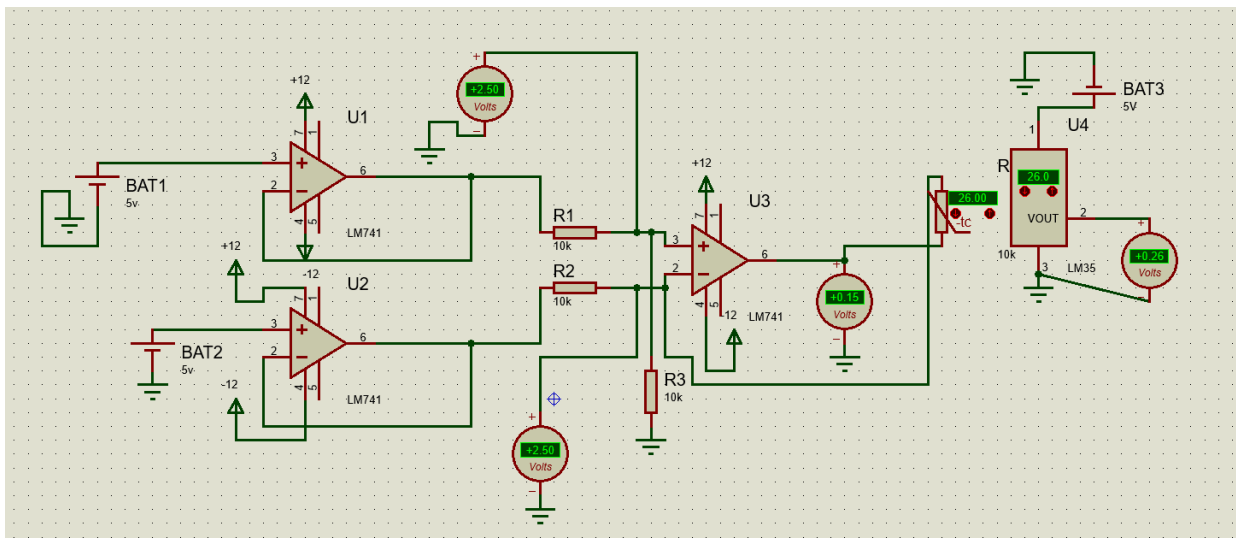 +12
7
1
U1
3
+
2
−
6
4
5
LM741
BAT1
5v
+
+2.50
Volts
−
R1
10k
+12
-12
7
1
U2
3
+
2
−
6
4
5
LM741
BAT2
5v
-12
R2
10k
+
+2.50
Volts
−
R3
10k
+12
7
1
U3
3
+
2
−
6
4
5
-12
LM741
+
+0.15
Volts
−
26.00
-tc
R
10k
BAT3
5V
1
U4
26.0
VOUT
2
3
LM35
+
+0.26
Volts
−